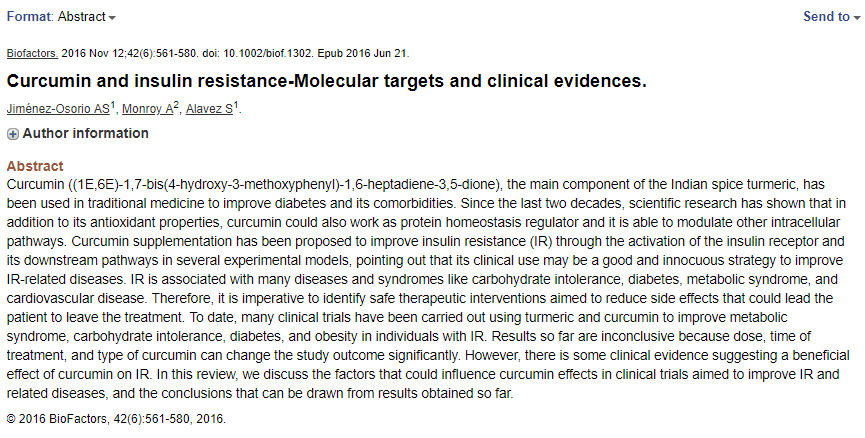 Format: Abstract Send to
Biofactors. 2016 Nov 12;42(6):561-580. doi: 10.1002/biof.1302. Epub 2016 Jun 21.
Curcumin and insulin resistance-Molecular targets and clinical evidences.
Jiménez-Osorio AS1, Monroy A2, Alavez S1.
Author information
Abstract
Curcumin ((1E,6E)-1,7-bis(4-hydroxy-3-methoxyphenyl)-1,6-heptadiene-3,5-dione), the main component of the Indian spice turmeric, has
been used in traditional medicine to improve diabetes and its comorbidities. Since the last two decades, scientific research has shown that in
addition to its antioxidant properties, curcumin could also work as protein homeostasis regulator and it is able to modulate other intracellular
pathways. Curcumin supplementation has been proposed to improve insulin resistance (IR) through the activation of the insulin receptor and
its downstream pathways in several experimental models, pointing out that its clinical use may be a good and innocuous strategy to improve
IR-related diseases. IR is associated with many diseases and syndromes like carbohydrate intolerance, diabetes, metabolic syndrome, and
cardiovascular disease. Therefore, it is imperative to identify safe therapeutic interventions aimed to reduce side effects that could lead the
patient to leave the treatment. To date, many clinical trials have been carried out using turmeric and curcumin to improve metabolic
syndrome, carbohydrate intolerance, diabetes, and obesity in individuals with IR. Results so far are inconclusive because dose, time of
treatment, and type of curcumin can change the study outcome significantly. However, there is some clinical evidence suggesting a beneficial
effect of curcumin on IR. In this review, we discuss the factors that could influence curcumin effects in clinical trials aimed to improve IR and
related diseases, and the conclusions that can be drawn from results obtained so far.
© 2016 BioFactors, 42(6):561-580, 2016.